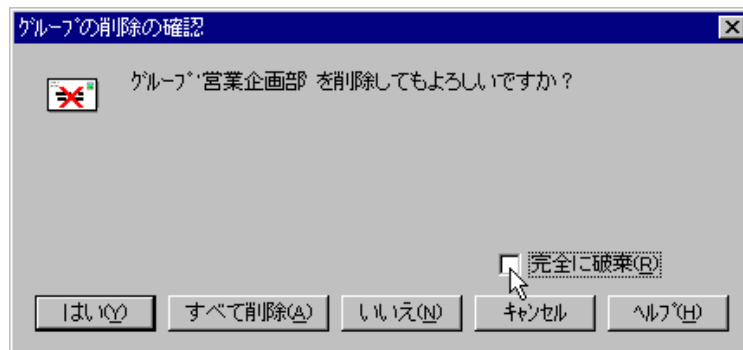 グループの削除の確認
グループ 営業企画部 を削除してもよろしいですか？
完全に破棄(R)
はい(Y) すべて削除(A) いいえ(N) キャンセル ヘルプ(H)